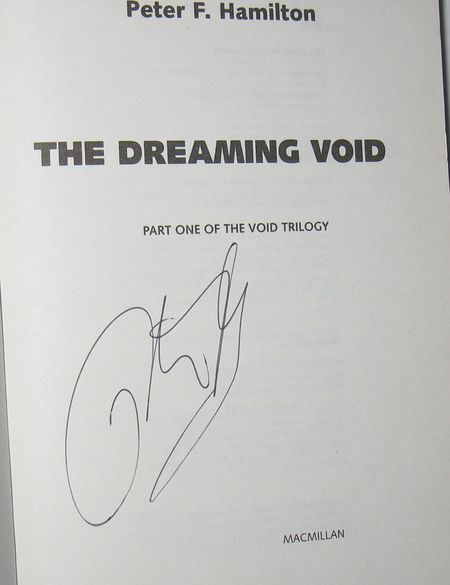 Peter F. Hamilton
THE DREAMING VOID
PART ONE OF THE VOID TRILOGY
MACMILLAN